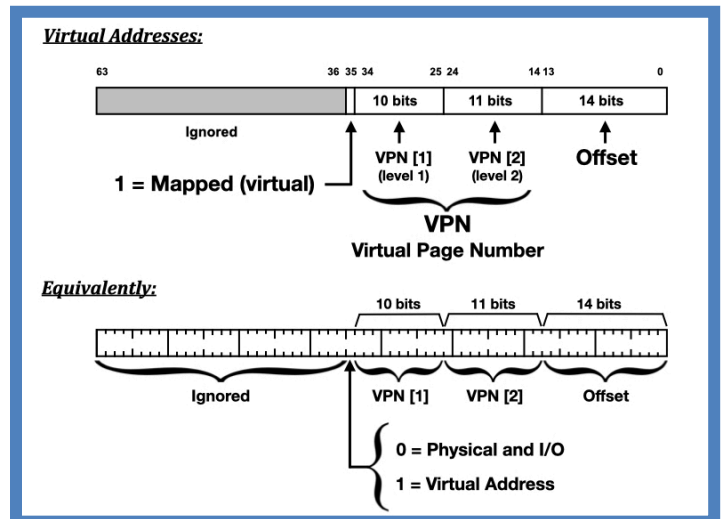 Virtual Addresses:
63 36 35 34 25 24 14 13 0
10 bits 11 bits 14 bits
Ignored
VPN [1] VPN [2] Offset
(level 1) (level 2)
1 = Mapped (virtual)
VPN
Virtual Page Number
Equivalently:
10 bits 11 bits 14 bits
Ignored VPN [1] VPN [2] Offset
0 = Physical and I/O
1 = Virtual Address